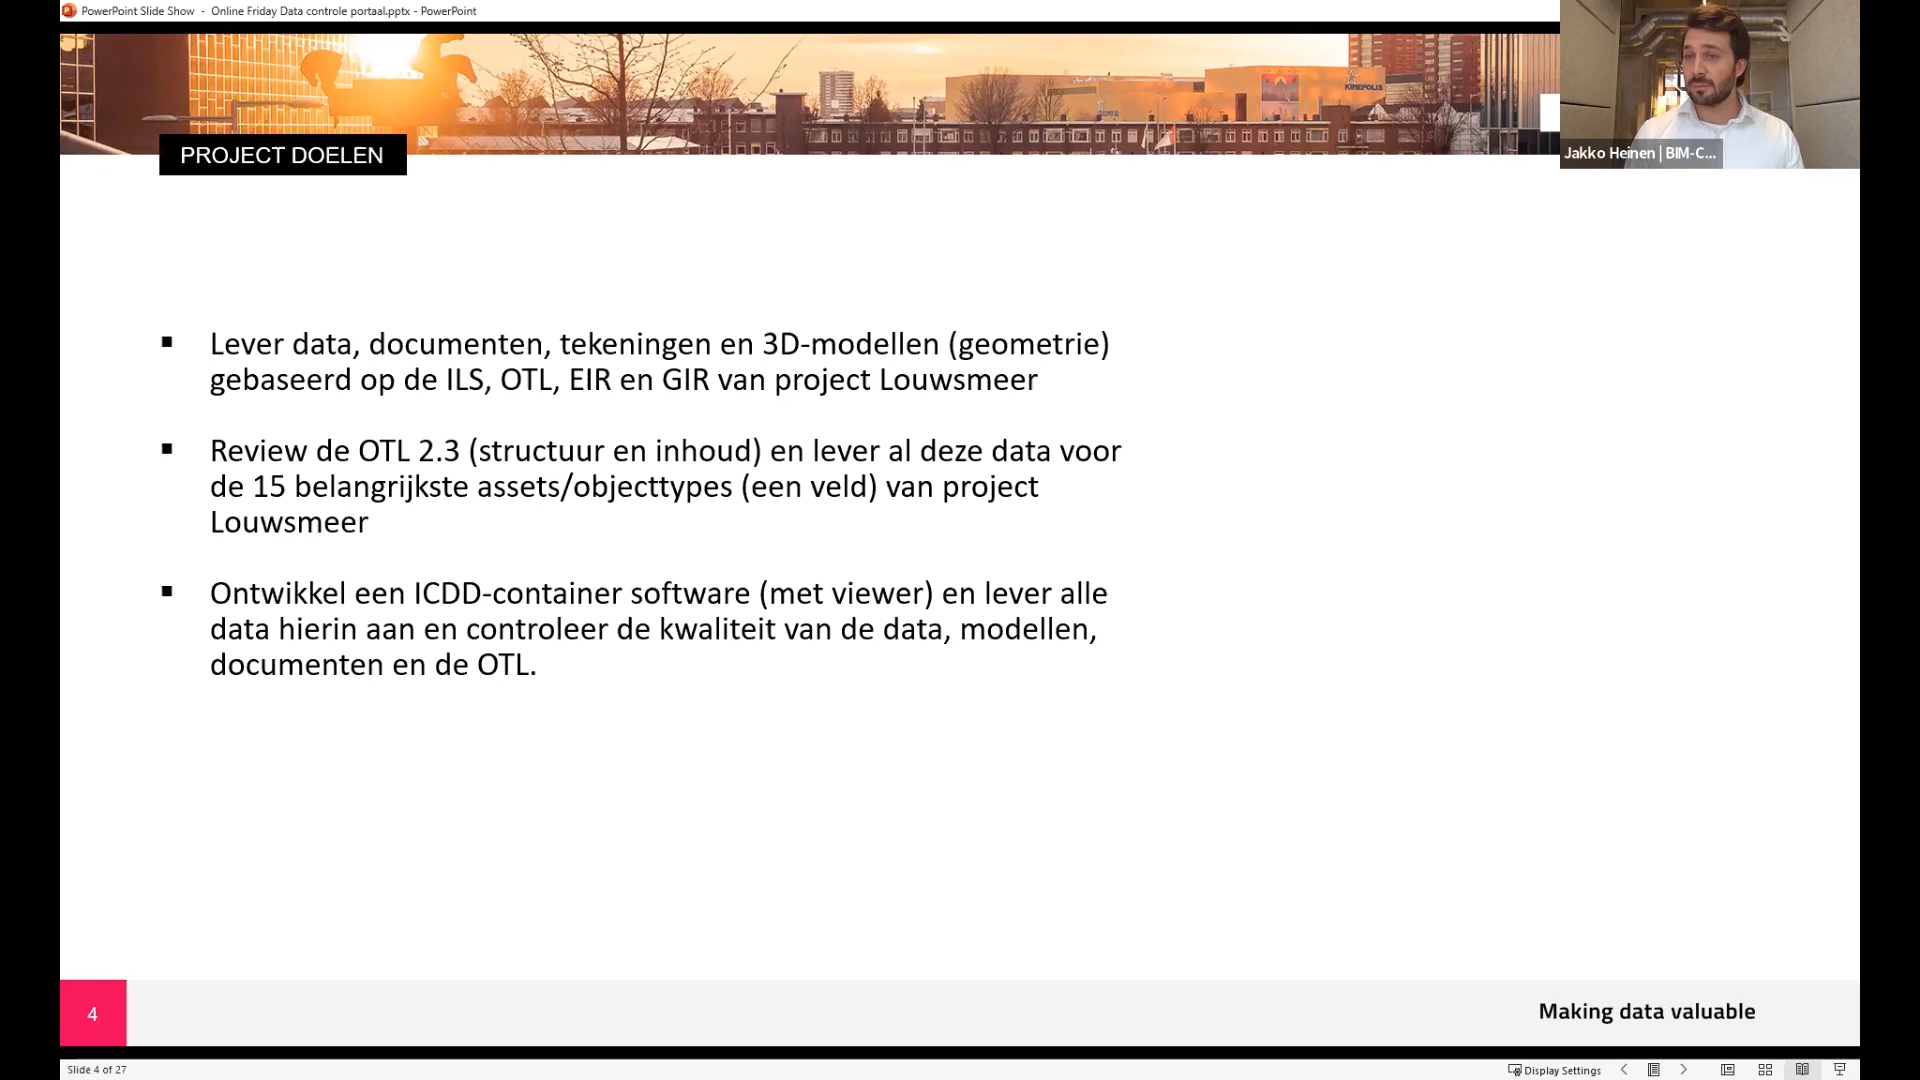 PowerPoint Slide Show - Online Friday Data controle portaal.pptx - PowerPoint
KINEPOLIS
Jakko Heinen | BIM-C...
PROJECT DOELEN
▪ Lever data, documenten, tekeningen en 3D-modellen (geometrie)
gebaseerd op de ILS, OTL, EIR en GIR van project Louwsmeer
▪ Review de OTL 2.3 (structuur en inhoud) en lever al deze data voor
de 15 belangrijkste assets/objecttypes (een veld) van project
Louwsmeer
▪ Ontwikkel een ICDD-container software (met viewer) en lever alle
data hierin aan en controleer de kwaliteit van de data, modellen,
documenten en de OTL.
4
Making data valuable
Slide 4 of 27
Display Settings